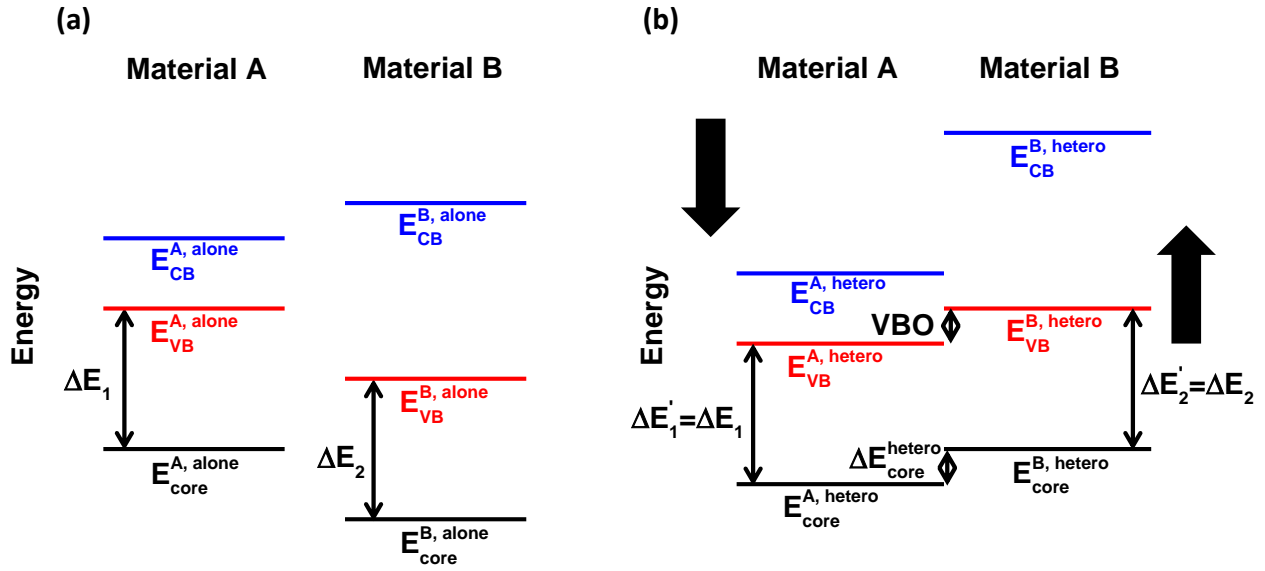 (a)
Material A
Material B
Energy
E_CB^A, alone
E_CB^B, alone
E_VB^A, alone
E_VB^B, alone
ΔE_1
ΔE_2
E_core^A, alone
E_core^B, alone
(b)
Material A
Material B
Energy
E_CB^B, hetero
E_CB^A, hetero
VBO
E_VB^B, hetero
E_VB^A, hetero
ΔE'_1=ΔE_1
ΔE'_2=ΔE_2
ΔE_core^hetero
E_core^B, hetero
E_core^A, hetero